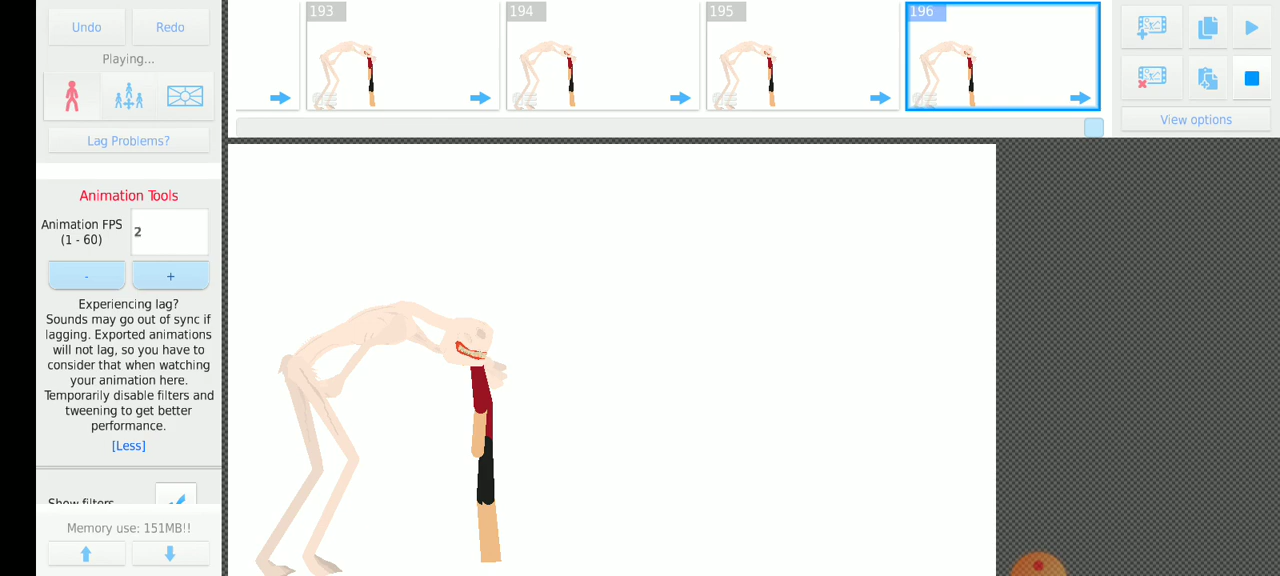 Undo Redo
Playing...
Lag Problems?
Animation Tools
Animation FPS
(1 - 60)
2
- +
Experiencing lag?
Sounds may go out of sync if
lagging. Exported animations
will not lag, so you have to
consider that when watching
your animation here.
Temporarily disable filters and
tweening to get better
performance.
[Less]
Show filters
Memory use: 151MB!!
193 194 195 196
View options